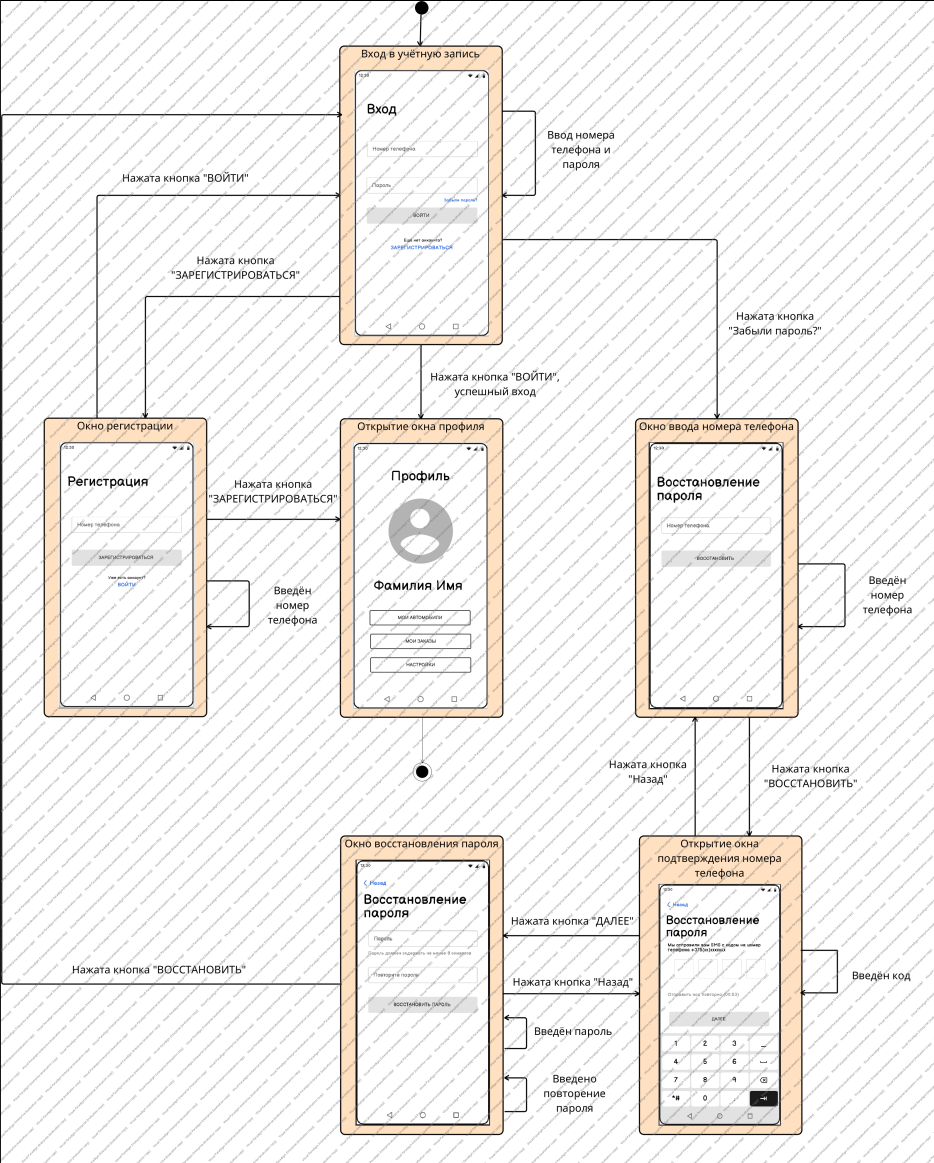 Вход в учётную запись
12:30
Вход
Номер телефона
Пароль
Забыли пароль?
ВОЙТИ
Ещё нет аккаунта?
ЗАРЕГИСТРИРОВАТЬСЯ
Ввод номера
телефона и
пароля
Нажата кнопка "ВОЙТИ"
Нажата кнопка
"ЗАРЕГИСТРИРОВАТЬСЯ"
Нажата кнопка
"Забыли пароль?"
Нажата кнопка "ВОЙТИ",
успешный вход
Окно регистрации
12:30
Регистрация
Номер телефона
ЗАРЕГИСТРИРОВАТЬСЯ
Уже есть аккаунт?
ВОЙТИ
Нажата кнопка
"ЗАРЕГИСТРИРОВАТЬСЯ"
Введён
номер
телефона
Открытие окна профиля
12:30
Профиль
Фамилия Имя
МОИ АВТОМОБИЛИ
МОИ ЗАКАЗЫ
НАСТРОЙКИ
Окно ввода номера телефона
12:30
Восстановление
пароля
Номер телефона
ВОССТАНОВИТЬ
Введён
номер
телефона
Нажата кнопка
"Назад"
Нажата кнопка
"ВОССТАНОВИТЬ"
Окно восстановления пароля
12:30
Назад
Восстановление
пароля
Пароль
Пароль должен содержать не менее 8 символов
Повторите пароль
ВОССТАНОВИТЬ ПАРОЛЬ
Нажата кнопка "ВОССТАНОВИТЬ"
Нажата кнопка "ДАЛЕЕ"
Нажата кнопка "Назад"
Введён пароль
Введено
повторение
пароля
Открытие окна
подтверждения номера
телефона
12:30
Назад
Восстановление
пароля
Мы отправили вам SMS с кодом на номер
Отправить код повторно
ДАЛЕЕ
1 2 3 _
4 5 6
7 8 9
*# 0 .
Введён код